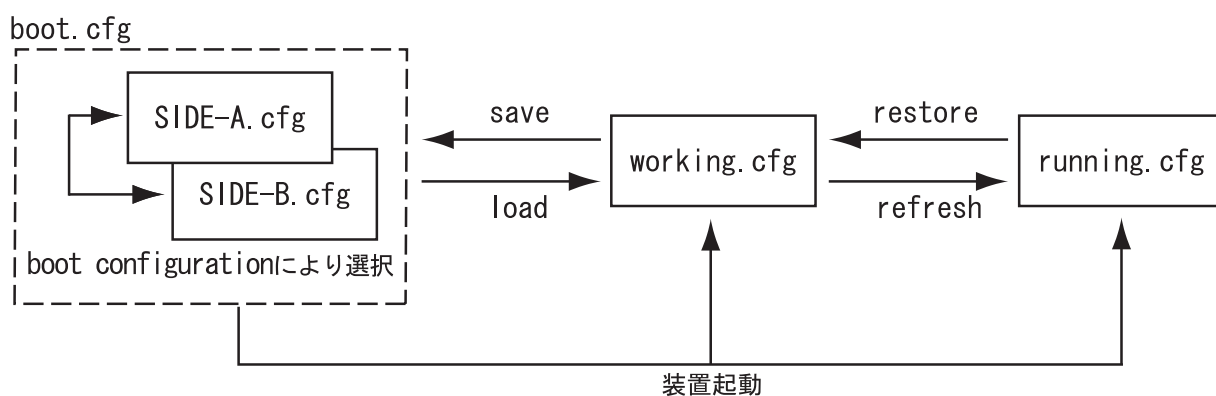 boot.cfg
SIDE-A.cfg
SIDE-B.cfg
boot configurationにより選択
save
load
working.cfg
restore
refresh
running.cfg
装置起動